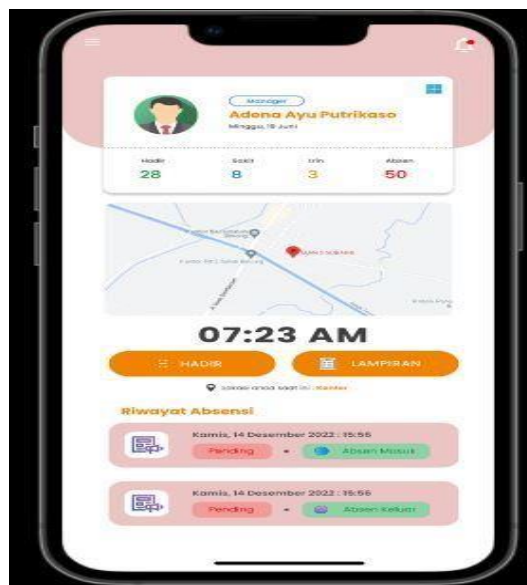 Manager
Adena Ayu Putrikaso
Minggu, 19 Juni
Hadir Sakit Izin Absen
28 8 3 50
07:23 AM
HADIR LAMPIRAN
Lokasi anda saat ini : Kantor
Riwayat Absensi
Kamis, 14 Desember 2022 : 15:56
Pending - Absen Masuk
Kamis, 14 Desember 2022 : 15:56
Pending - Absen Keluar